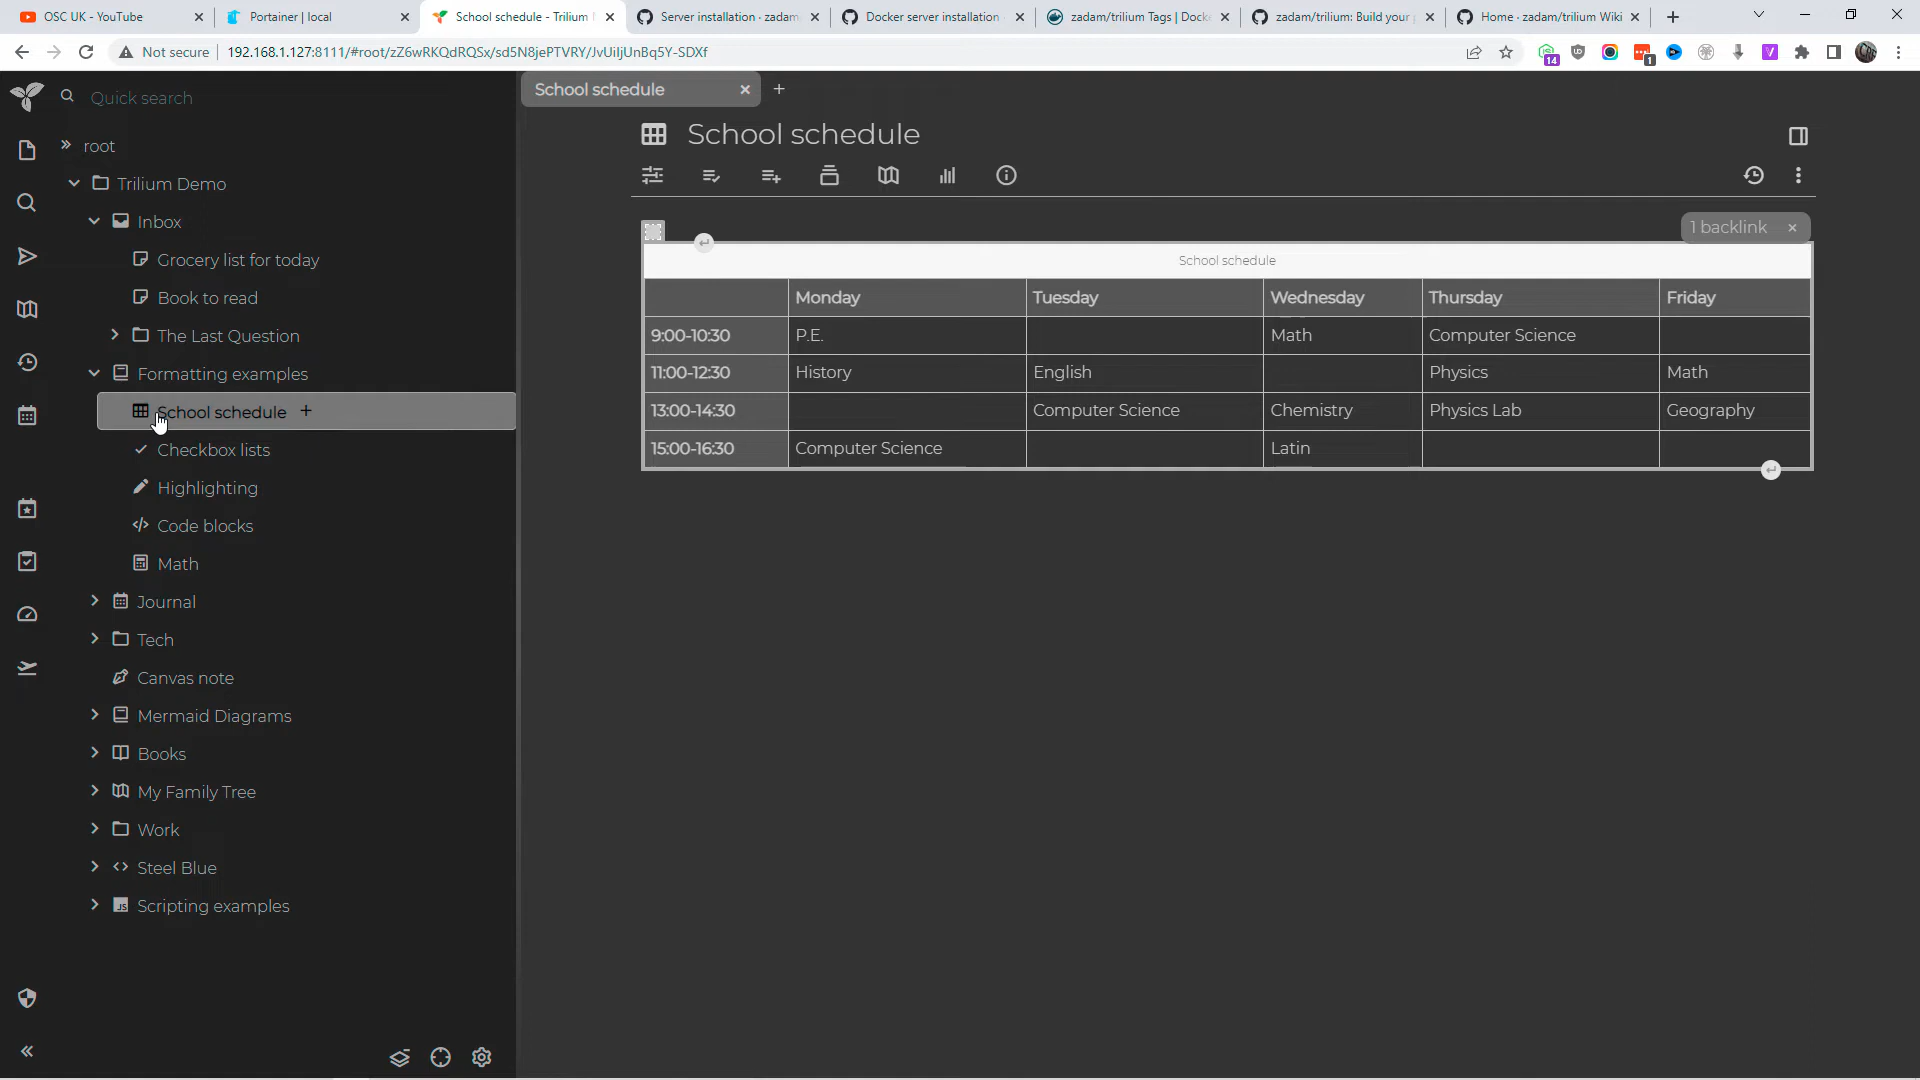 OSC UK - YouTube
Portainer | local
School schedule - Trilium
Server installation · zadam
Docker server installation
zadam/trilium Tags | Docke
zadam/trilium: Build your
Home · zadam/trilium Wiki
Not secure
192.168.1.127:8111/#root/zZ6wRKQdRQSx/sd5N8jePTVRY/JvUiIjUnBq5Y-SDXf
14
1
V
Quick search
School schedule
root
School schedule
Trilium Demo
Inbox
1 backlink
Grocery list for today
School schedule
Book to read
Monday Tuesday Wednesday Thursday Friday
The Last Question
9:00-10:30 P.E. Math Computer Science
Formatting examples
11:00-12:30 History English Physics Math
School schedule
13:00-14:30 Computer Science Chemistry Physics Lab Geography
Checkbox lists
15:00-16:30 Computer Science Latin
Highlighting
Code blocks
Math
Journal
Tech
Canvas note
Mermaid Diagrams
Books
My Family Tree
Work
Steel Blue
JS
Scripting examples